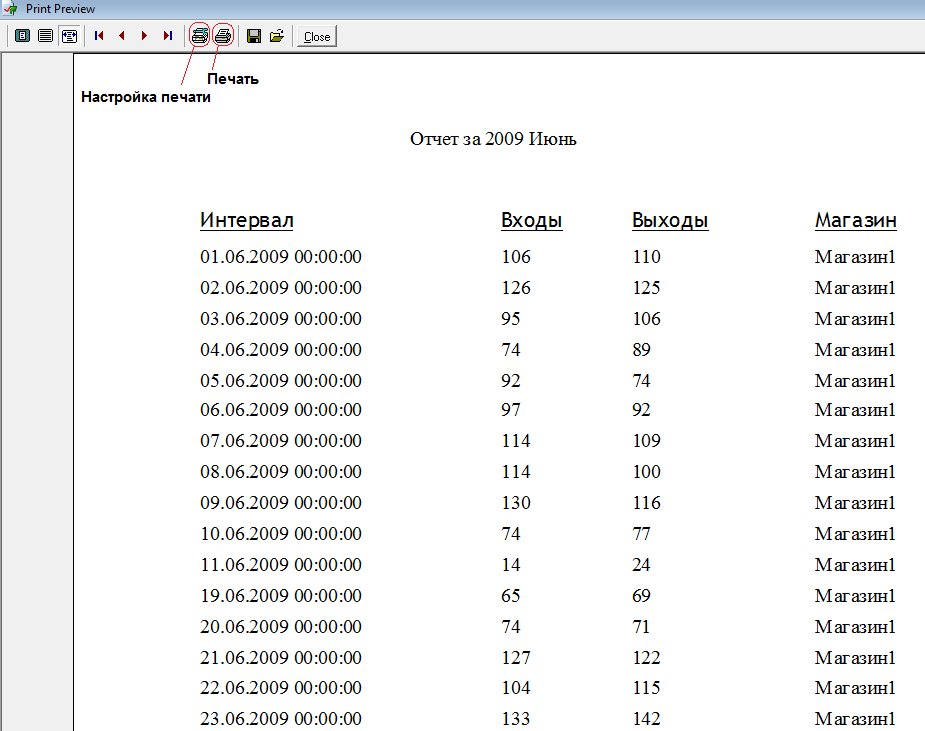 Print Preview
Close
Печать
Настройка печати
Отчет за 2009 Июнь
Интервал Входы Выходы Магазин
01.06.2009 00:00:00 106 110 Магазин1
02.06.2009 00:00:00 126 125 Магазин1
03.06.2009 00:00:00 95 106 Магазин1
04.06.2009 00:00:00 74 89 Магазин1
05.06.2009 00:00:00 92 74 Магазин1
06.06.2009 00:00:00 97 92 Магазин1
07.06.2009 00:00:00 114 109 Магазин1
08.06.2009 00:00:00 114 100 Магазин1
09.06.2009 00:00:00 130 116 Магазин1
10.06.2009 00:00:00 74 77 Магазин1
11.06.2009 00:00:00 14 24 Магазин1
19.06.2009 00:00:00 65 69 Магазин1
20.06.2009 00:00:00 74 71 Магазин1
21.06.2009 00:00:00 127 122 Магазин1
22.06.2009 00:00:00 104 115 Магазин1
23.06.2009 00:00:00 133 142 Магазин1